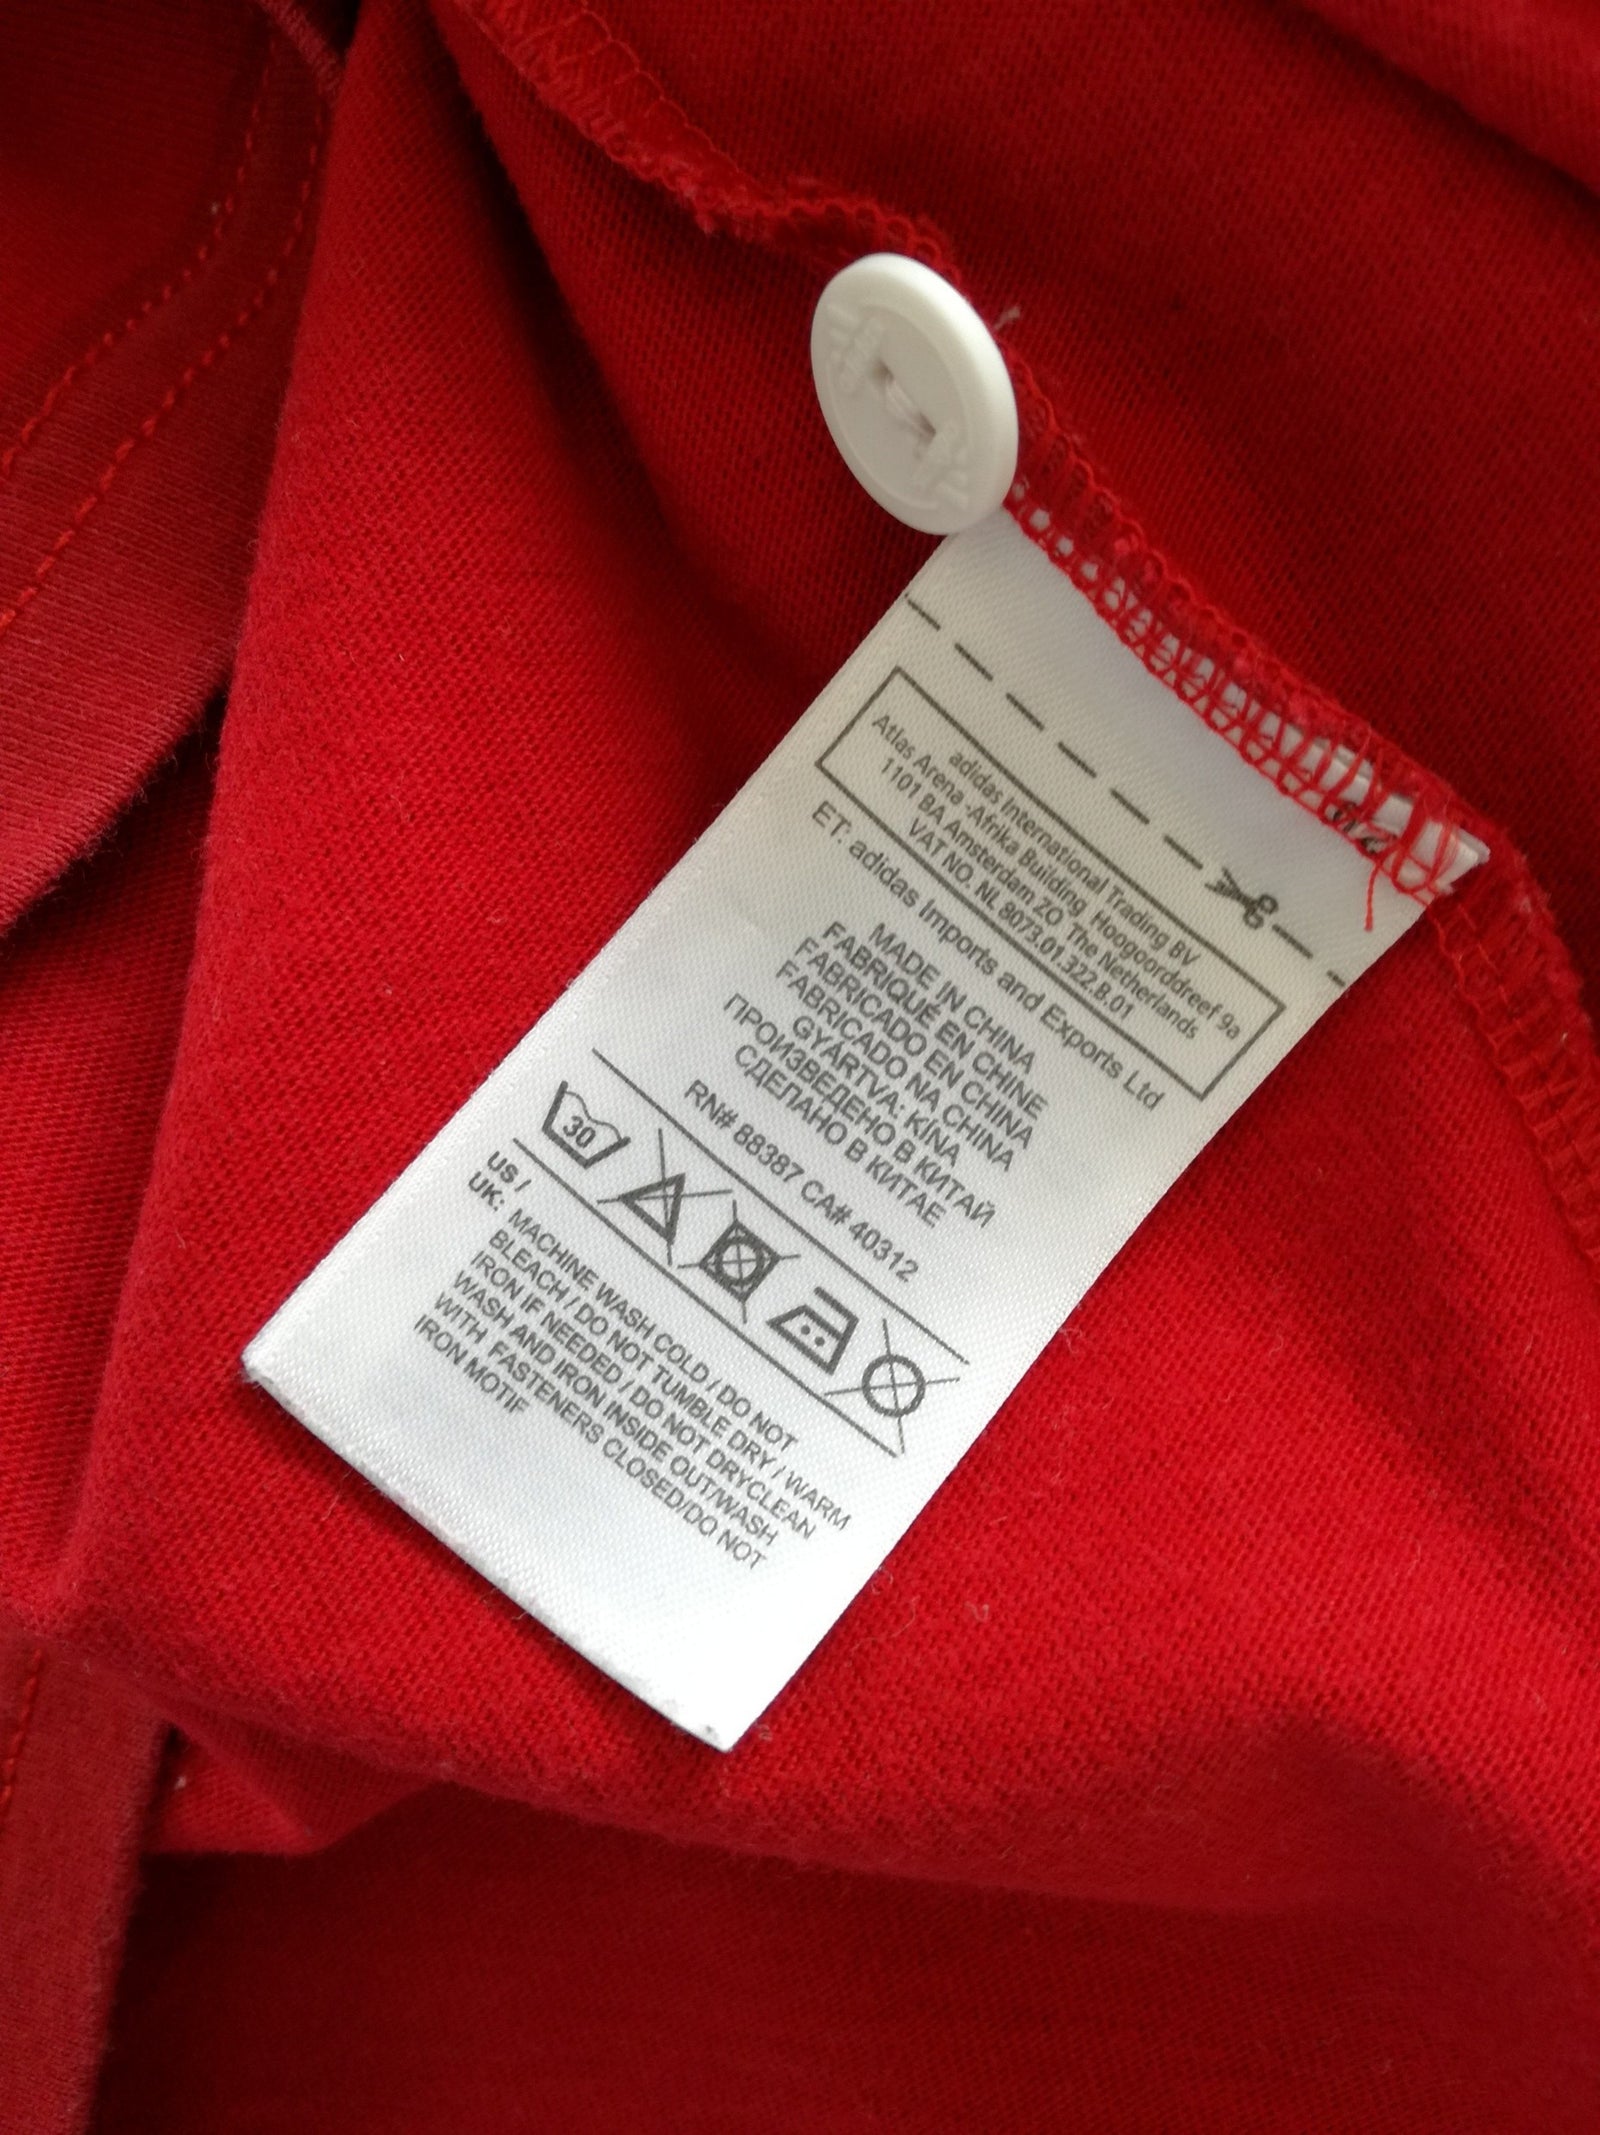 adidas International Trading BV
Atlas Arena -Afrika Building, Hoogoorddreef 9a
1101 BA Amsterdam ZO The Netherlands
VAT NO. NL 8073.01.322.B.01
ET: adidas Imports and Exports Ltd
MADE IN CHINA
FABRIQUÉ EN CHINE
FABRICADO EN CHINA
FABRICADO NA CHINA
GYÁRTVA: KÍNA
ПРОИЗВЕДЕНО В КИТАЙ
СДЕЛАНО В КИТАЕ
RN# 88387 CA# 40312
30
US /
UK: MACHINE WASH COLD / DO NOT
BLEACH / DO NOT TUMBLE DRY / WARM
IRON IF NEEDED / DO NOT DRYCLEAN
WASH AND IRON INSIDE OUT/WASH
WITH FASTENERS CLOSED/DO NOT
IRON MOTIF